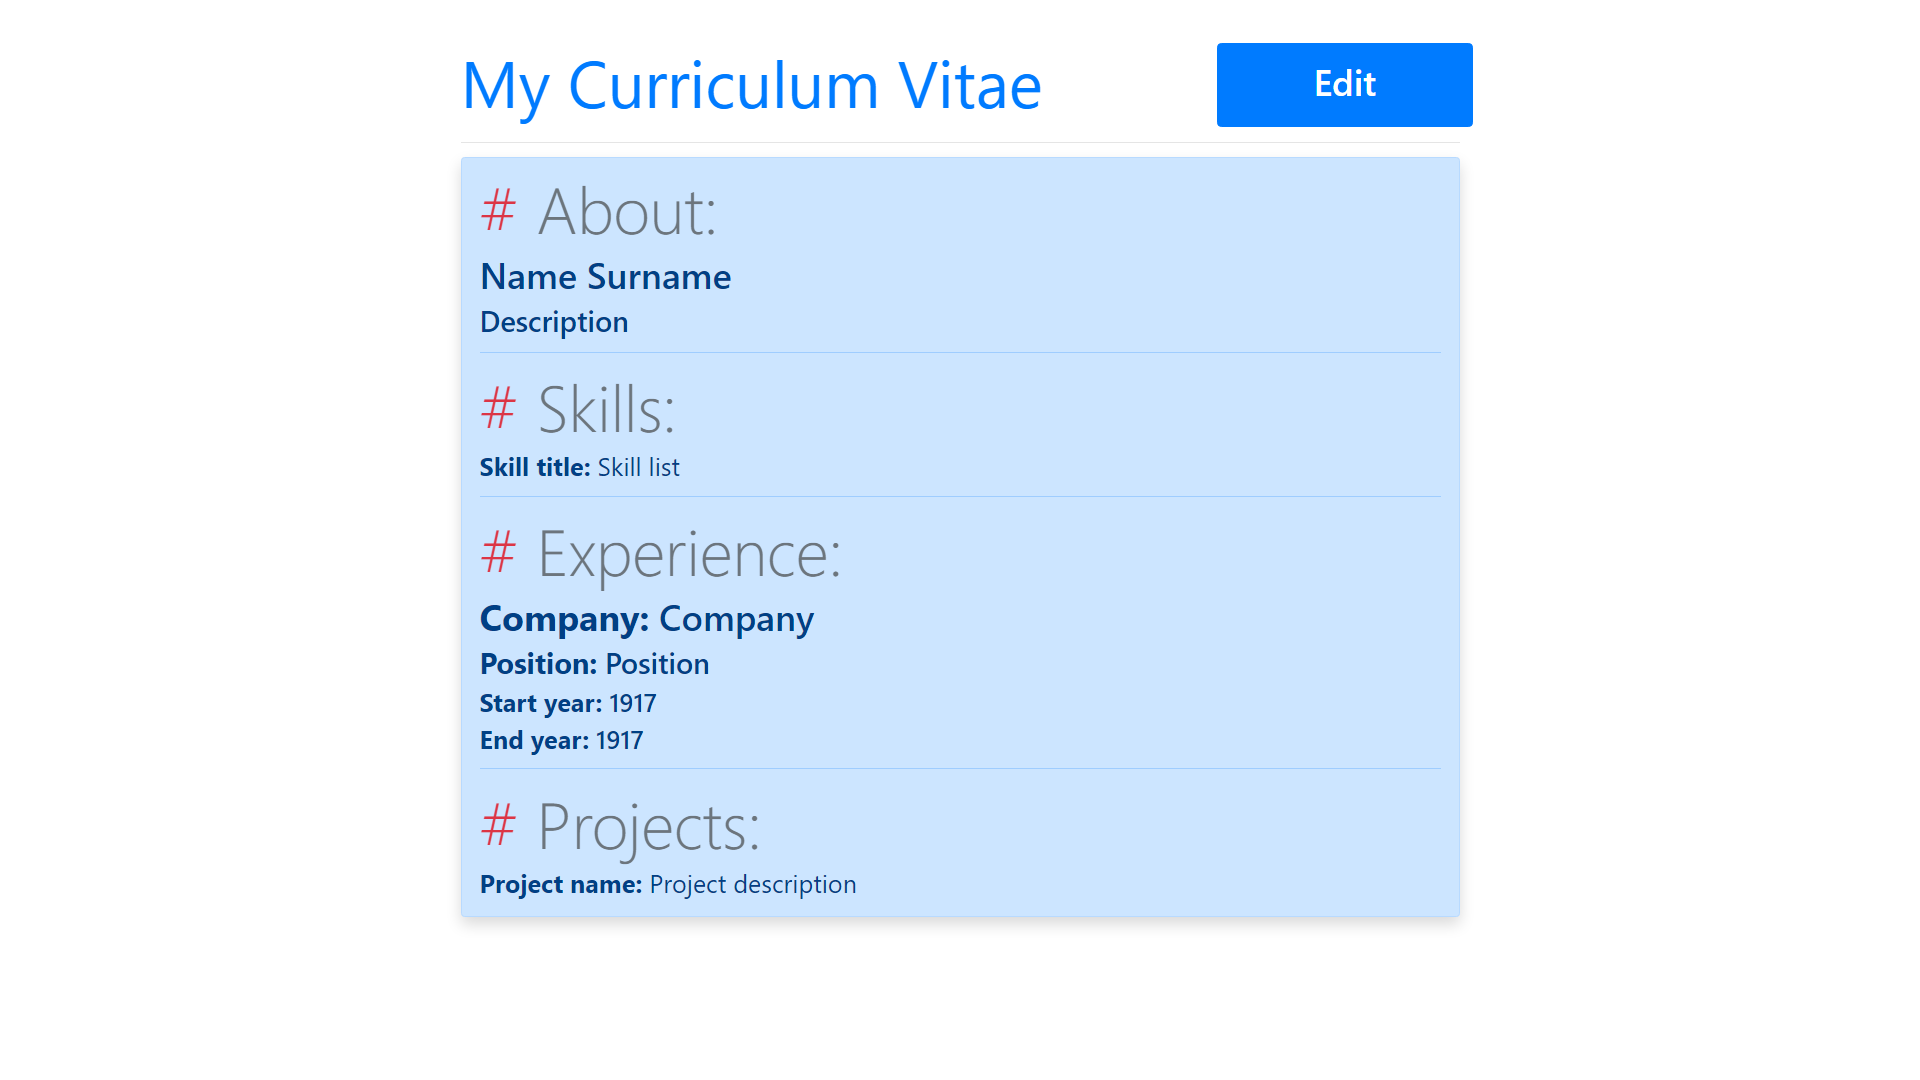 My Curriculum Vitae
Edit
# About:
Name Surname
Description
# Skills:
Skill title: Skill list
# Experience:
Company: Company
Position: Position
Start year: 1917
End year: 1917
# Projects:
Project name: Project description